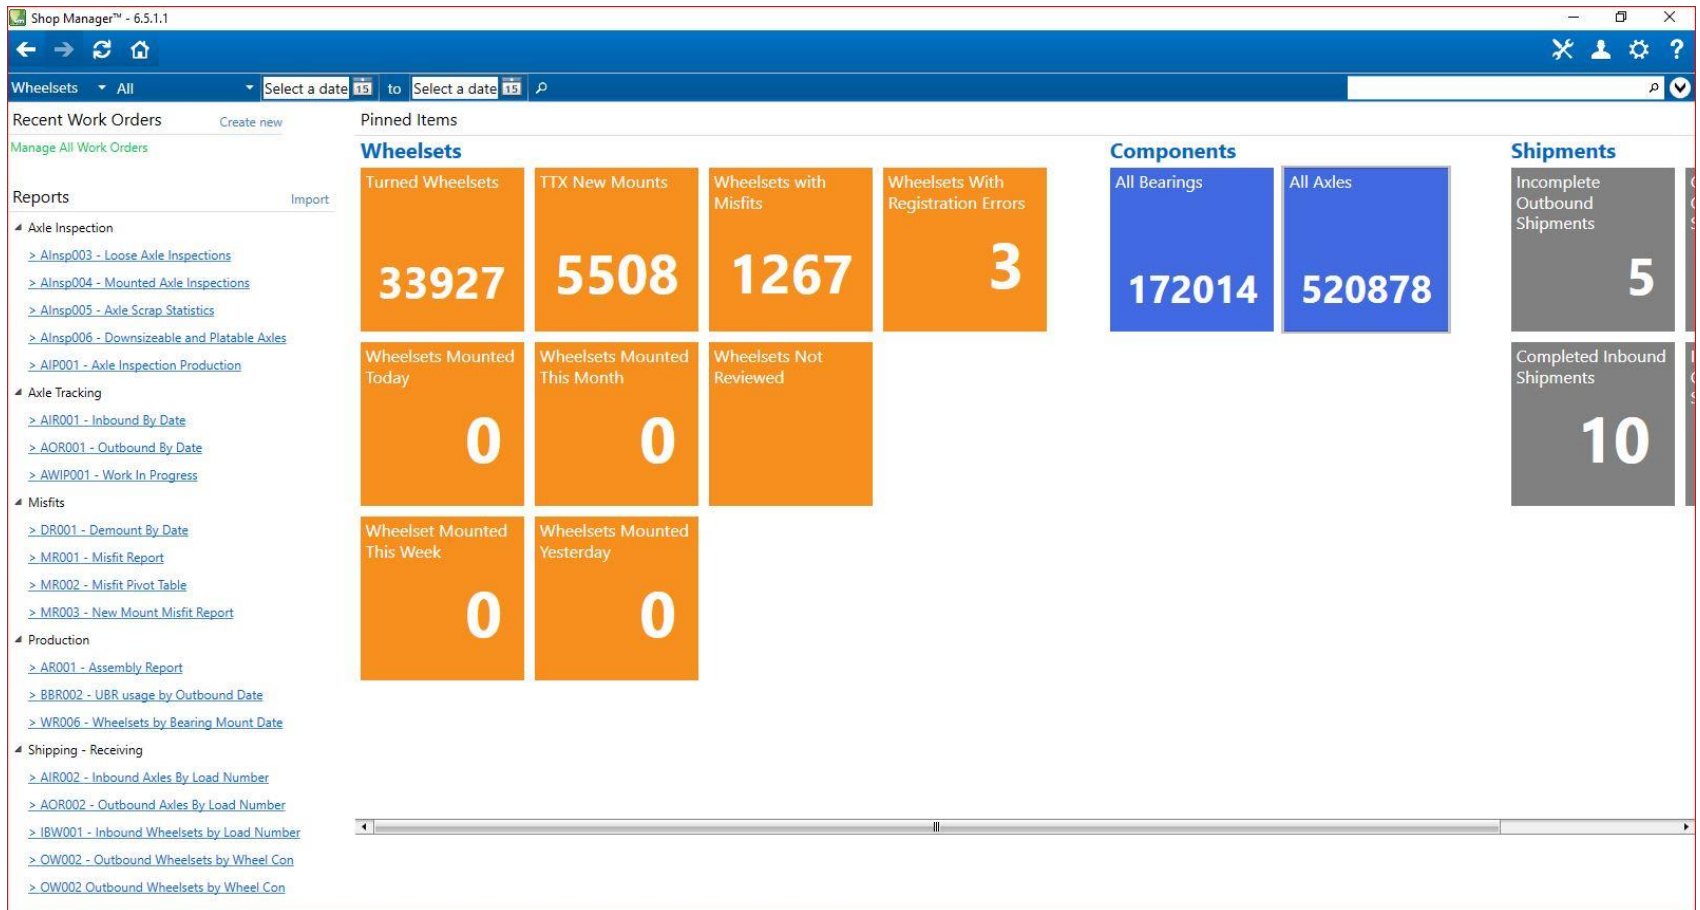 Shop Manager™ - 6.5.1.1
Wheelsets All Select a date 15 to Select a date 15
Recent Work Orders Create new
Manage All Work Orders
Reports Import
Axle Inspection
> AInsp003 - Loose Axle Inspections
> AInsp004 - Mounted Axle Inspections
> AInsp005 - Axle Scrap Statistics
> AInsp006 - Downsizeable and Platable Axles
> AIP001 - Axle Inspection Production
Axle Tracking
> AIR001 - Inbound By Date
> AOR001 - Outbound By Date
> AWIP001 - Work In Progress
Misfits
> DR001 - Demount By Date
> MR001 - Misfit Report
> MR002 - Misfit Pivot Table
> MR003 - New Mount Misfit Report
Production
> AR001 - Assembly Report
> BBR002 - UBR usage by Outbound Date
> WR006 - Wheelsets by Bearing Mount Date
Shipping - Receiving
> AIR002 - Inbound Axles By Load Number
> AOR002 - Outbound Axles By Load Number
> IBW001 - Inbound Wheelsets by Load Number
> OW002 - Outbound Wheelsets by Wheel Con
> OW002 Outbound Wheelsets by Wheel Con
Pinned Items
Wheelsets
Turned Wheelsets
33927
TTX New Mounts
5508
Wheelsets with
Misfits
1267
Wheelsets With
Registration Errors
3
Wheelsets Mounted
Today
0
Wheelsets Mounted
This Month
0
Wheelsets Not
Reviewed
Wheelset Mounted
This Week
0
Wheelsets Mounted
Yesterday
0
Components
All Bearings
172014
All Axles
520878
Shipments
Incomplete
Outbound
Shipments
5
Completed Inbound
Shipments
10